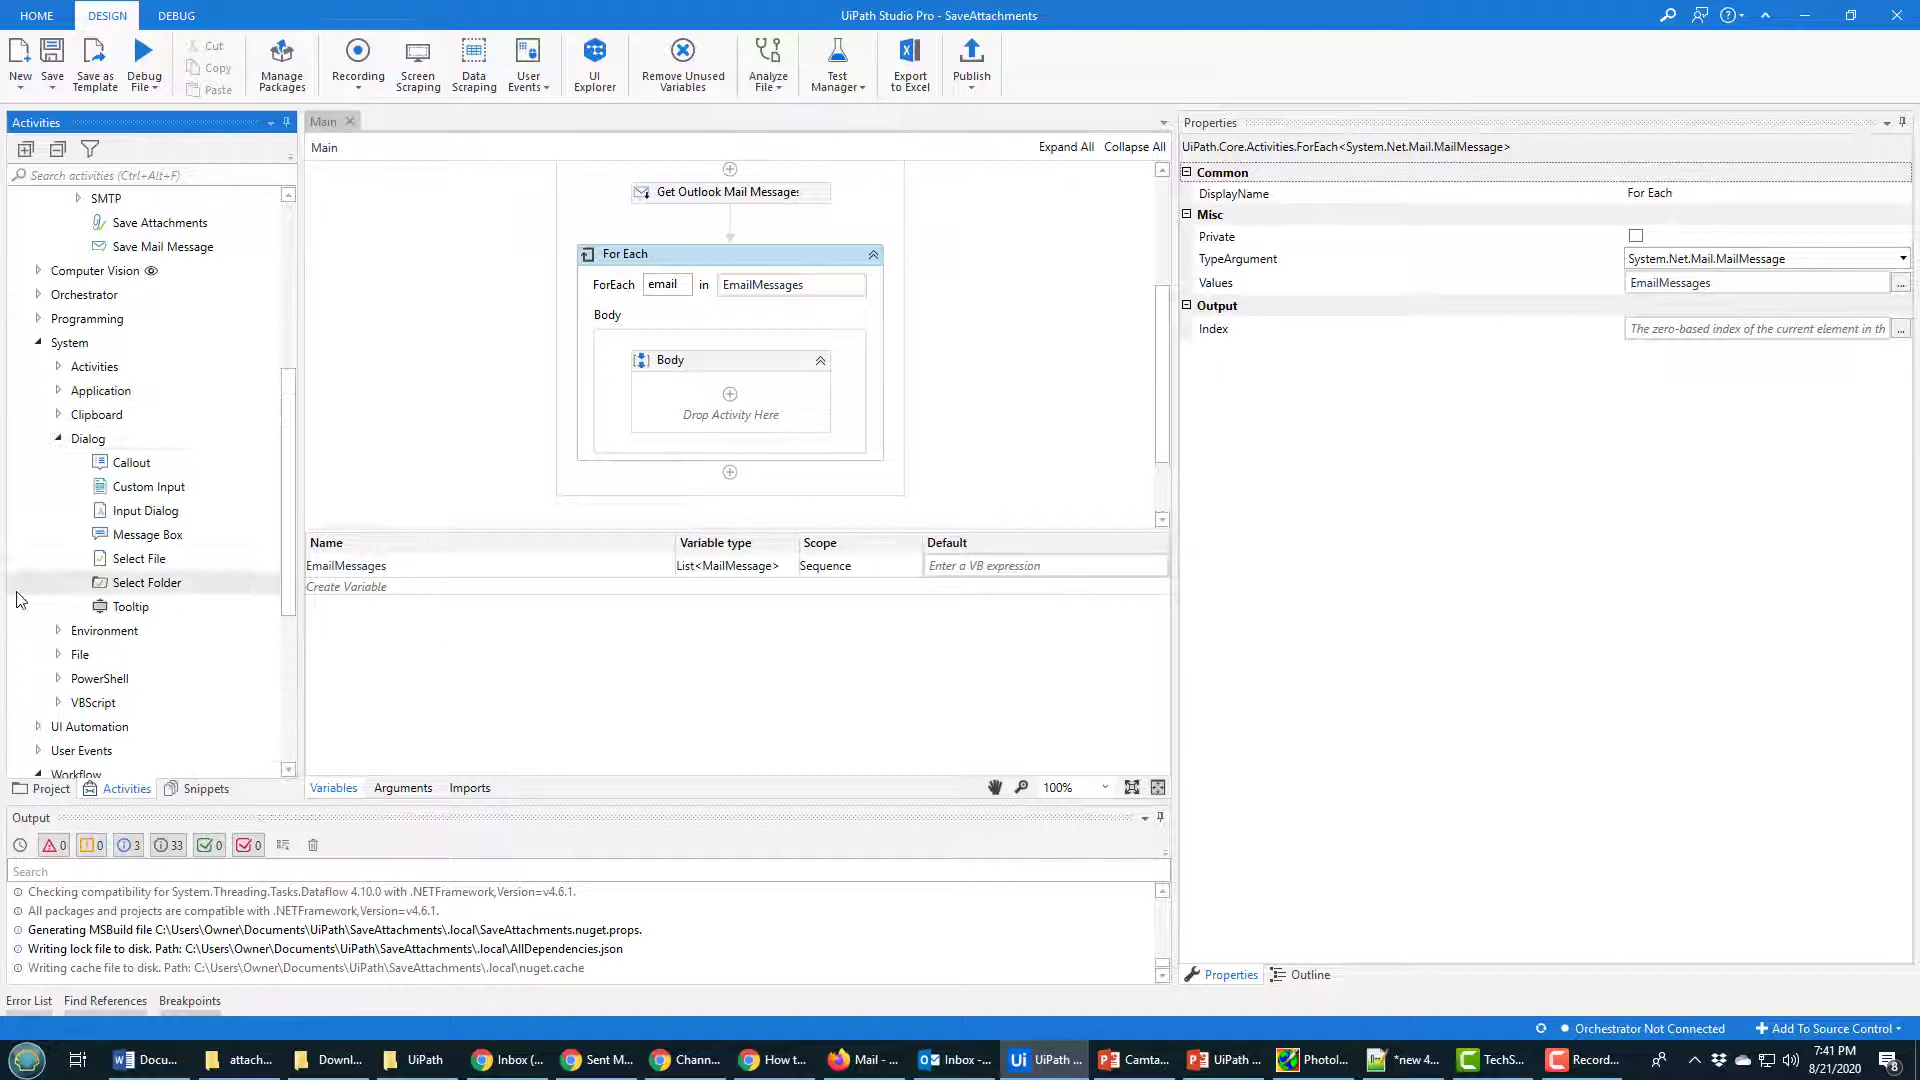 HOME DESIGN DEBUG UiPath Studio Pro - SaveAttachments
New Save Save as Template Debug File Cut Copy Paste Manage Packages Recording Screen Scraping Data Scraping User Events UI Explorer Remove Unused Variables Analyze File Test Manager Export to Excel Publish
Activities
Search activities (Ctrl+Alt+F)
SMTP
Save Attachments
Save Mail Message
Computer Vision
Orchestrator
Programming
System
Activities
Application
Clipboard
Dialog
Callout
Custom Input
Input Dialog
Message Box
Select File
Select Folder
Tooltip
Environment
File
PowerShell
VBScript
UI Automation
User Events
Workflow
Project Activities Snippets
Main
Main Expand All Collapse All
Get Outlook Mail Messages
For Each
ForEach email in EmailMessages
Body
Body
Drop Activity Here
Name Variable type Scope Default
EmailMessages List<MailMessage> Sequence Enter a VB expression
Create Variable
Variables Arguments Imports 100%
Properties
UiPath.Core.Activities.ForEach<System.Net.Mail.MailMessage>
Common
DisplayName For Each
Misc
Private
TypeArgument System.Net.Mail.MailMessage
Values EmailMessages ...
Output
Index The zero-based index of the current element in th ...
Properties Outline
Output
0 0 3 33 0 0
Search
Checking compatibility for System.Threading.Tasks.Dataflow 4.10.0 with .NETFramework,Version=v4.6.1.
All packages and projects are compatible with .NETFramework,Version=v4.6.1.
Generating MSBuild file C:\Users\Owner\Documents\UiPath\SaveAttachments\.local\SaveAttachments.nuget.props.
Writing lock file to disk. Path: C:\Users\Owner\Documents\UiPath\SaveAttachments\.local\AllDependencies.json
Writing cache file to disk. Path: C:\Users\Owner\Documents\UiPath\SaveAttachments\.local\nuget.cache
Error List Find References Breakpoints
Orchestrator Not Connected Add To Source Control
Docu... attach... Downl... UiPath Inbox (... Sent M... Chann... How t... Mail - ... Inbox -... UiPath ... Camta... UiPath ... PhotoI... *new 4... TechS... Record... 7:41 PM
8/21/2020 8